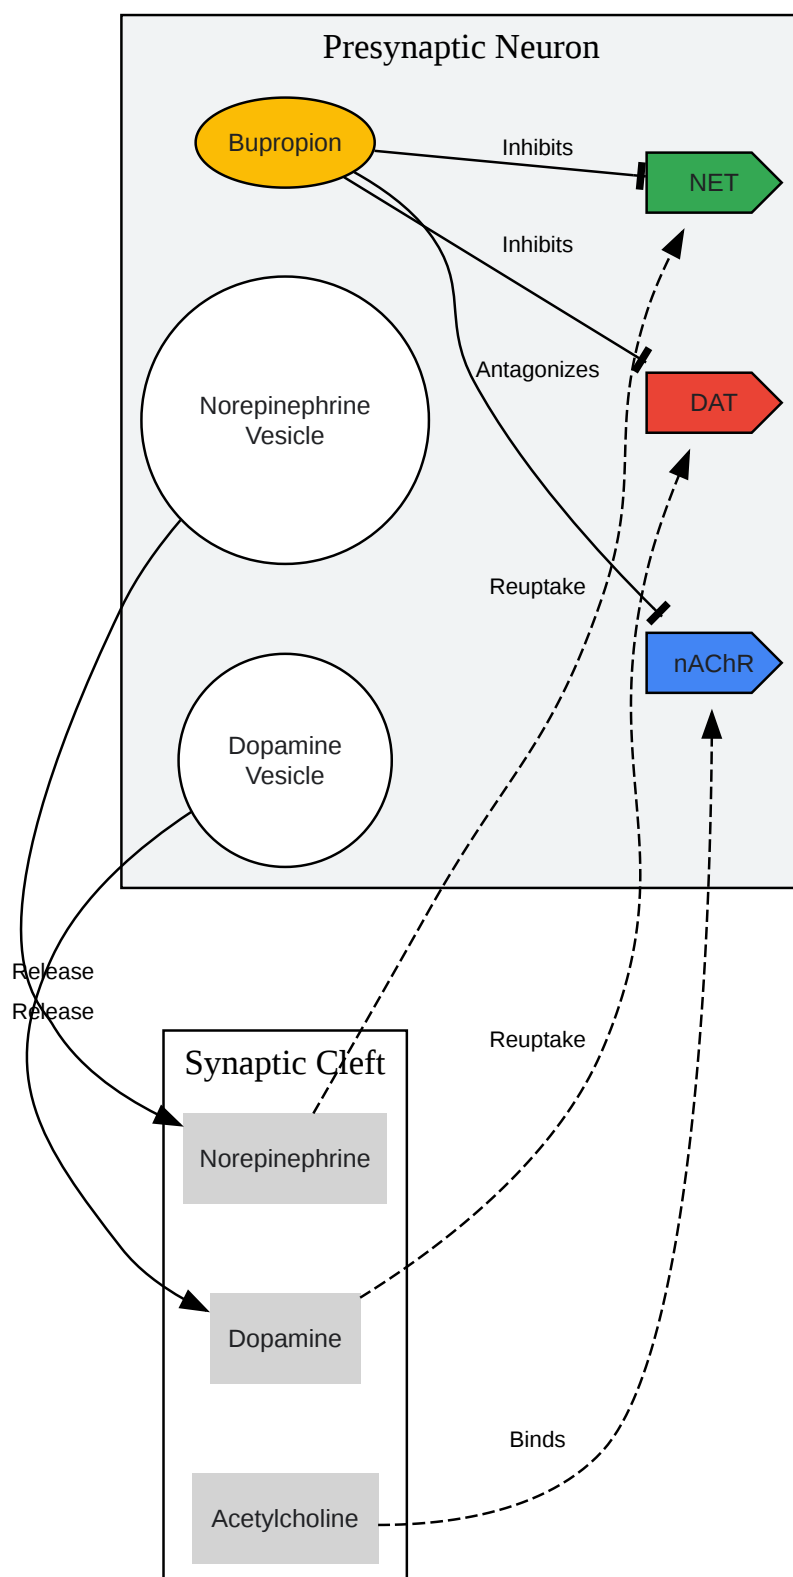 Presynaptic Neuron
Bupropion
Inhibits
NET
Inhibits
Antagonizes
DAT
Norepinephrine
Vesicle
Reuptake
nAChR
Dopamine
Vesicle
Release
Release
Synaptic Cleft
Reuptake
Norepinephrine
Dopamine
Binds
Acetylcholine